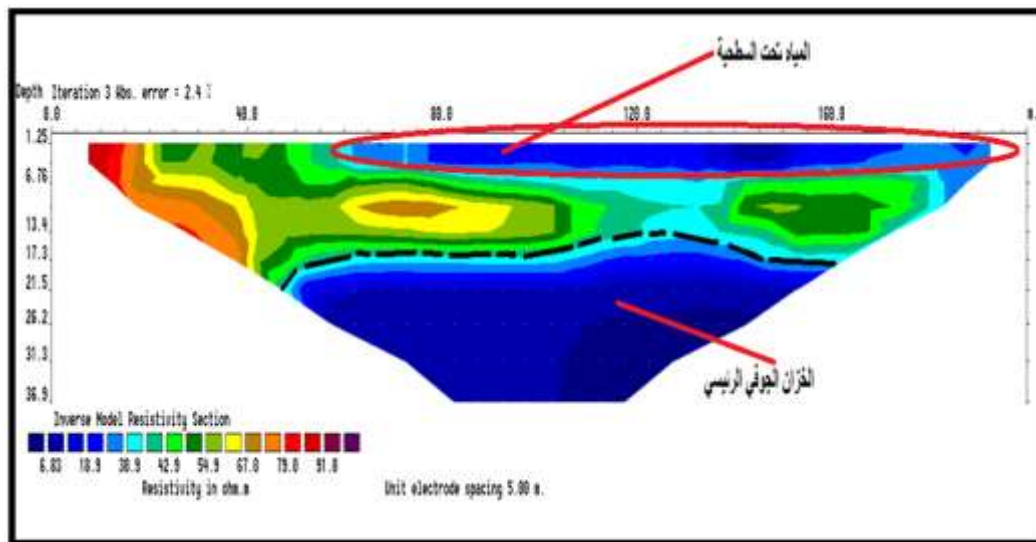 المياه تحت السطحية
Depth Iteration 3 Abs. error = 2.4 %
0.0 40.0 80.0 120.0 160.0 m.
1.25
6.76
13.4
17.3
21.5
26.2
31.3
36.9
الخزان الجوفي الرئيسي
Inverse Model Resistivity Section
6.83 18.9 38.9 42.9 54.9 67.0 79.0 91.0
Resistivity in ohm.m
Unit electrode spacing 5.00 m.